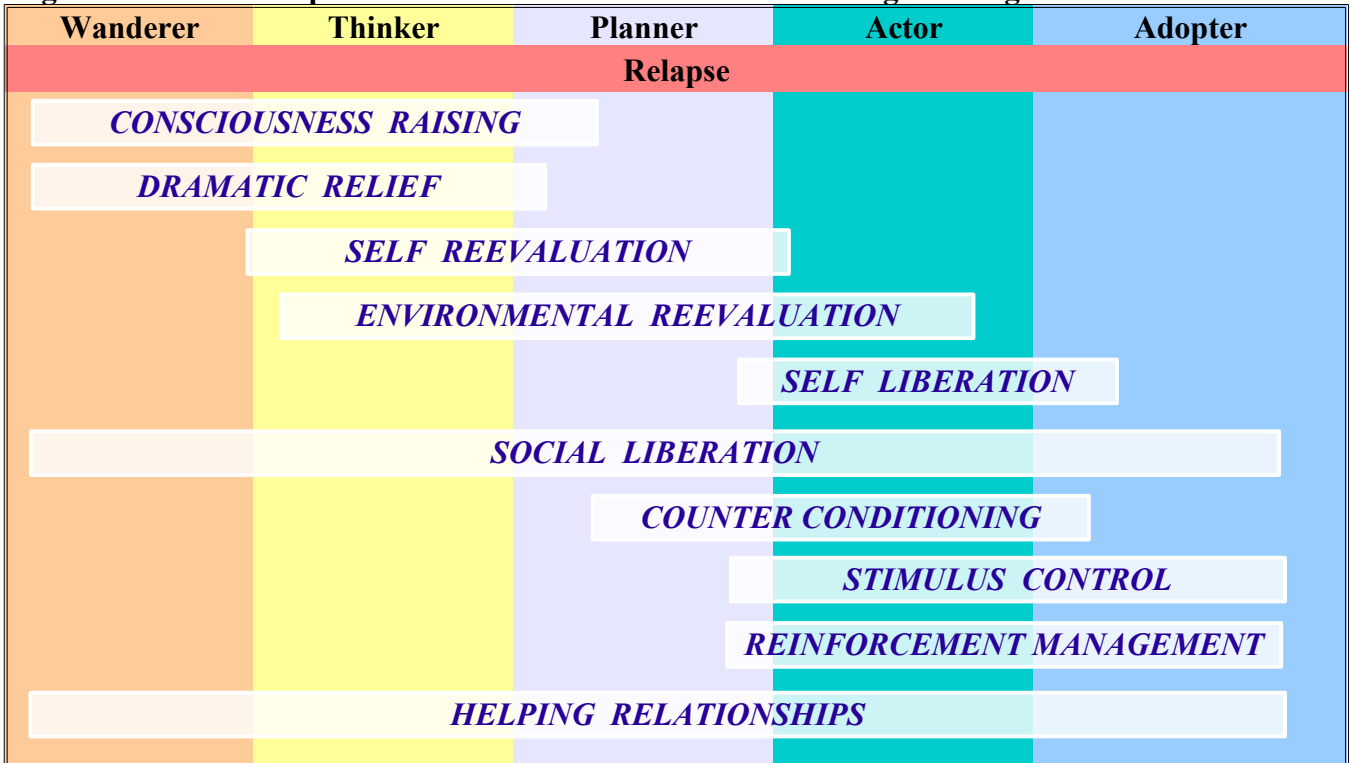 Wanderer Thinker Planner Actor Adopter
Relapse
CONSCIOUSNESS RAISING
DRAMATIC RELIEF
SELF REEVALUATION
ENVIRONMENTAL REEVALUATION
SELF LIBERATION
SOCIAL LIBERATION
COUNTER CONDITIONING
STIMULUS CONTROL
REINFORCEMENT MANAGEMENT
HELPING RELATIONSHIPS